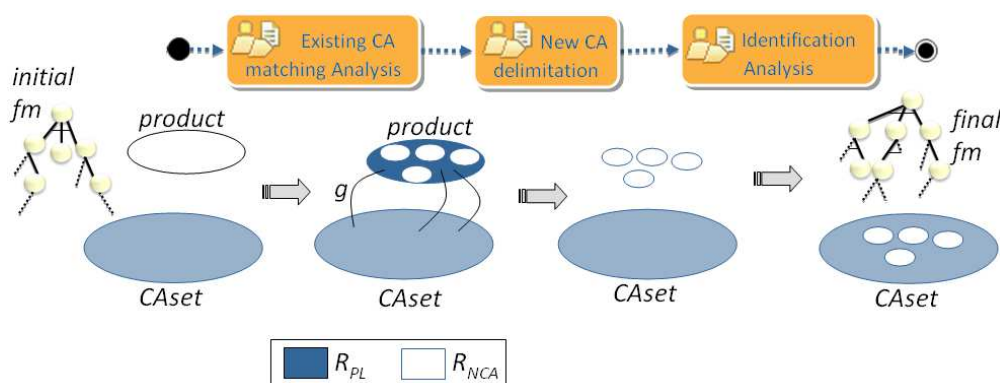 Existing CA
matching Analysis
New CA
delimitation
Identification
Analysis
initial
fm
product
product
final
fm
g
CAset
CAset
CAset
CAset
R_PL
R_NCA